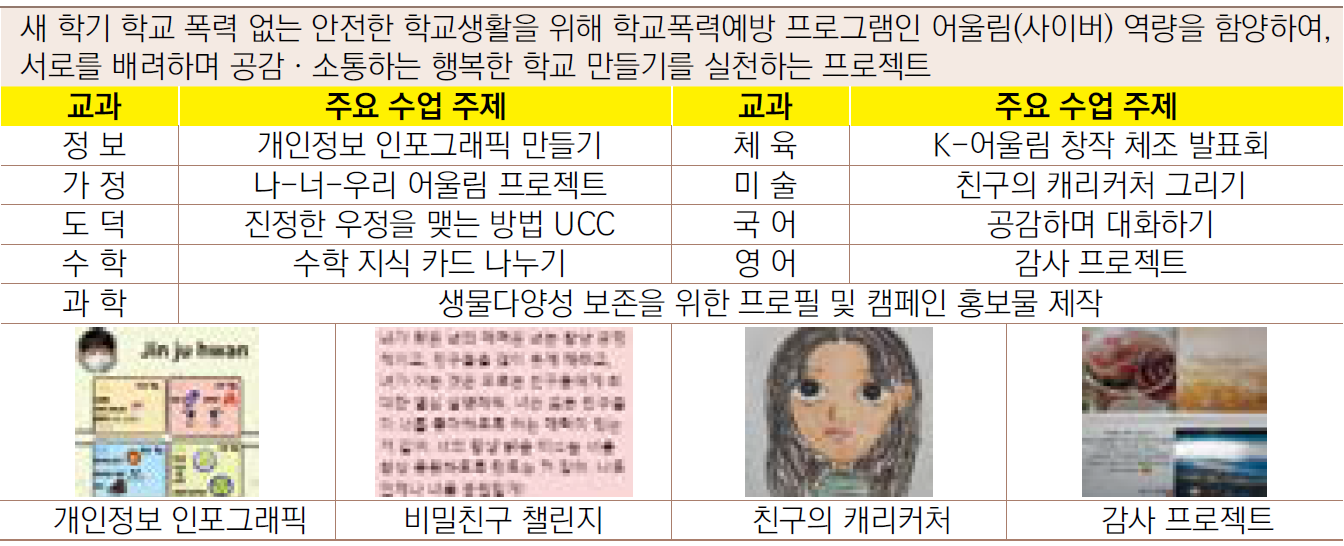 새 학기 학교 폭력 없는 안전한 학교생활을 위해 학교폭력예방 프로그램인 어울림(사이버) 역량을 함양하여,
서로를 배려하며 공감·소통하는 행복한 학교 만들기를 실천하는 프로젝트
교과 주요 수업 주제 교과 주요 수업 주제
정 보 개인정보 인포그래픽 만들기 체 육 K-어울림 창작 체조 발표회
가 정 나-너-우리 어울림 프로젝트 미 술 친구의 캐리커처 그리기
도 덕 진정한 우정을 맺는 방법 UCC 국 어 공감하며 대화하기
수 학 수학 지식 카드 나누기 영 어 감사 프로젝트
과 학 생물다양성 보존을 위한 프로필 및 캠페인 홍보물 제작
Jin ju hwan
개인정보 인포그래픽 비밀친구 챌린지 친구의 캐리커처 감사 프로젝트